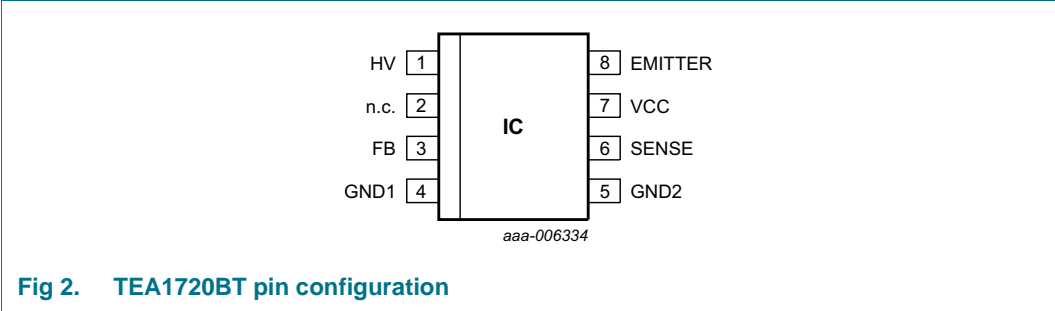 HV 1
8 EMITTER
n.c. 2
7 VCC
IC
FB 3
6 SENSE
GND1 4
5 GND2
aaa-006334
Fig 2. TEA1720BT pin configuration